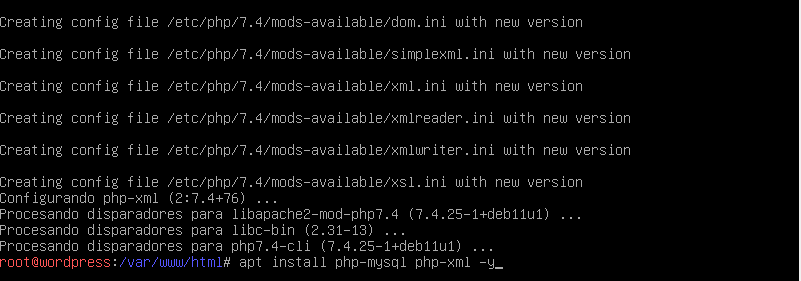 Creating config file /etc/php/7.4/mods-available/dom.ini with new version
Creating config file /etc/php/7.4/mods-available/simplexml.ini with new version
Creating config file /etc/php/7.4/mods-available/xml.ini with new version
Creating config file /etc/php/7.4/mods-available/xmlreader.ini with new version
Creating config file /etc/php/7.4/mods-available/xmlwriter.ini with new version
Creating config file /etc/php/7.4/mods-available/xsl.ini with new version
Configurando php-xml (2:7.4+76) ...
Procesando disparadores para libapache2-mod-php7.4 (7.4.25-1+deb11u1) ...
Procesando disparadores para libc-bin (2.31-13) ...
Procesando disparadores para php7.4-cli (7.4.25-1+deb11u1) ...
root@wordpress:/var/www/html# apt install php-mysql php-xml -y_